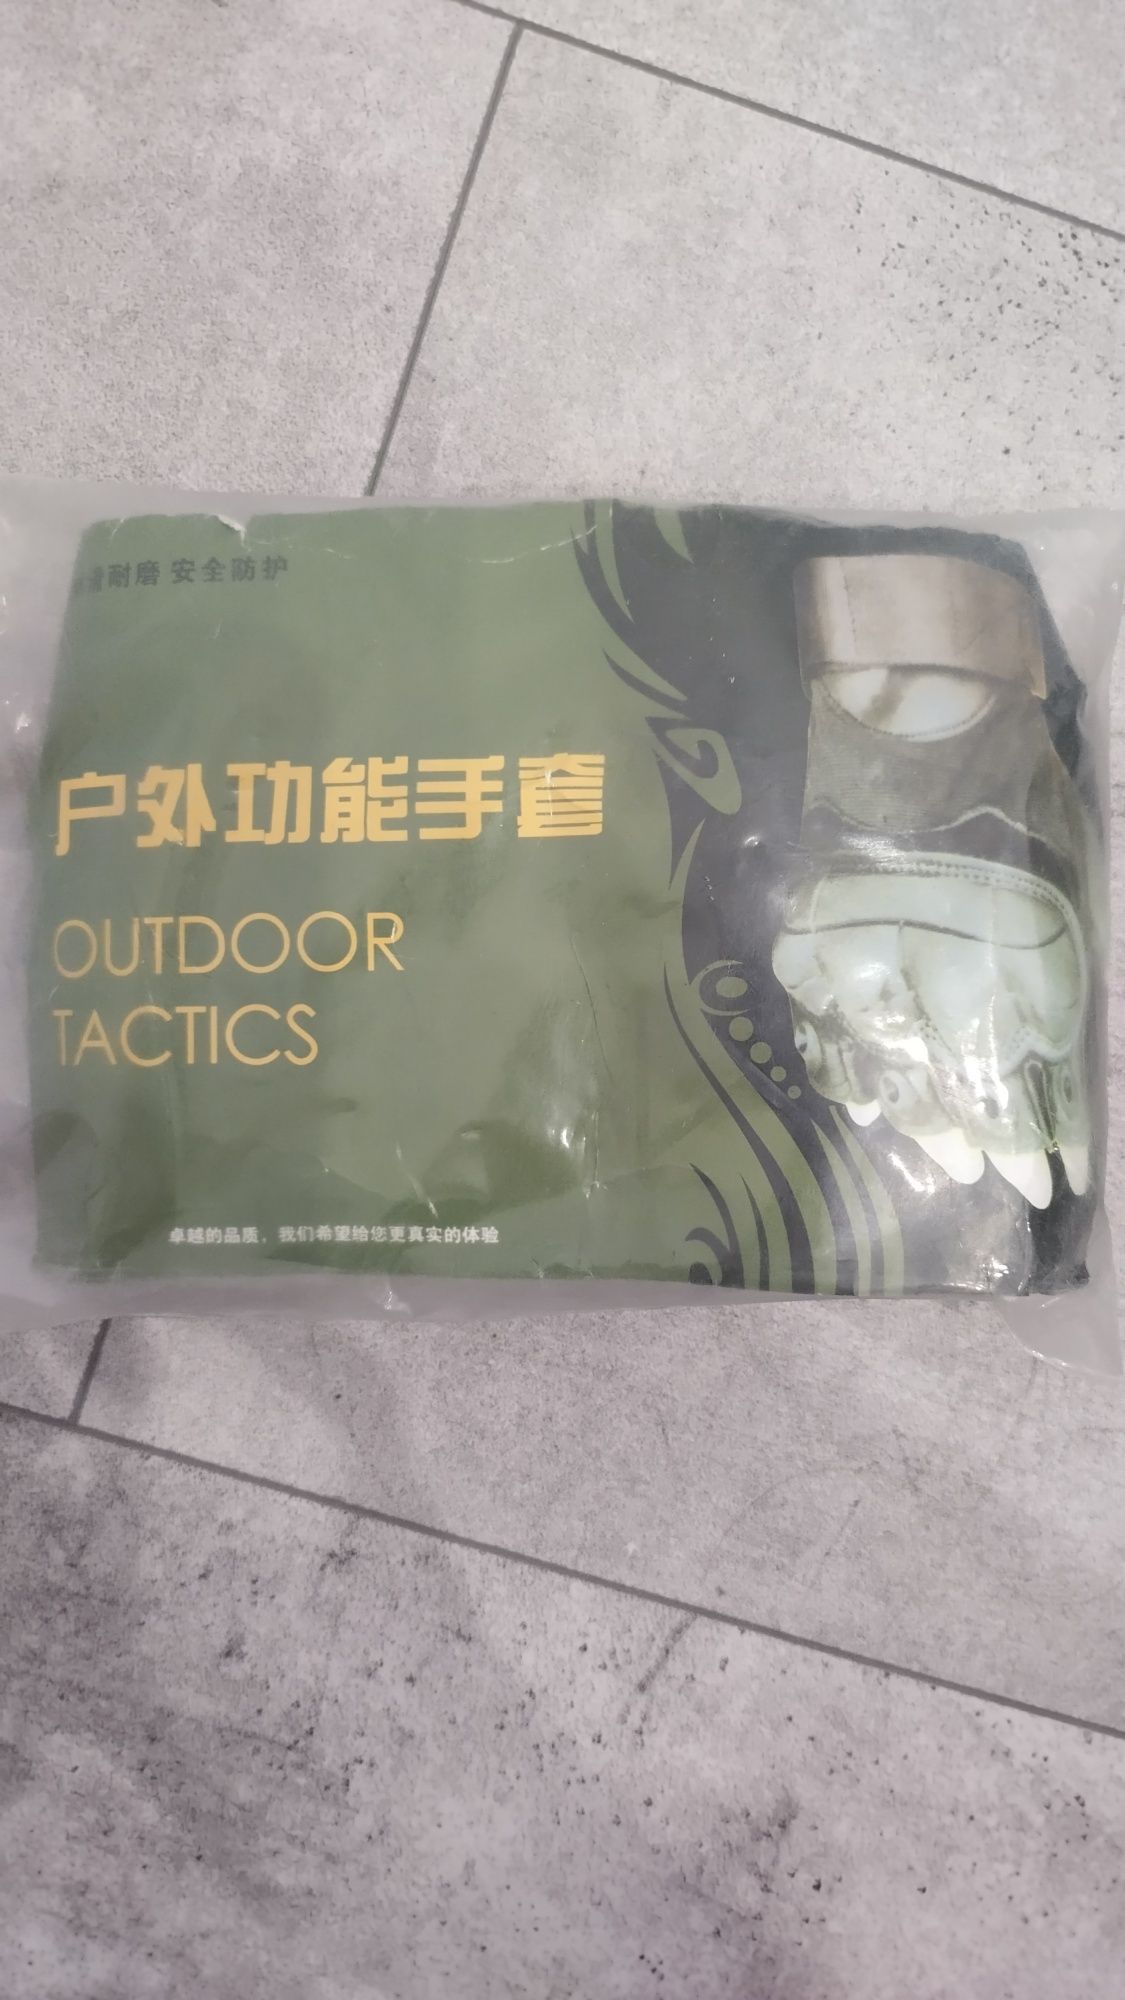 耐磨 安全防护
户外功能手套
OUTDOOR
TACTICS
卓越的品质，我们希望给您更真实的体验